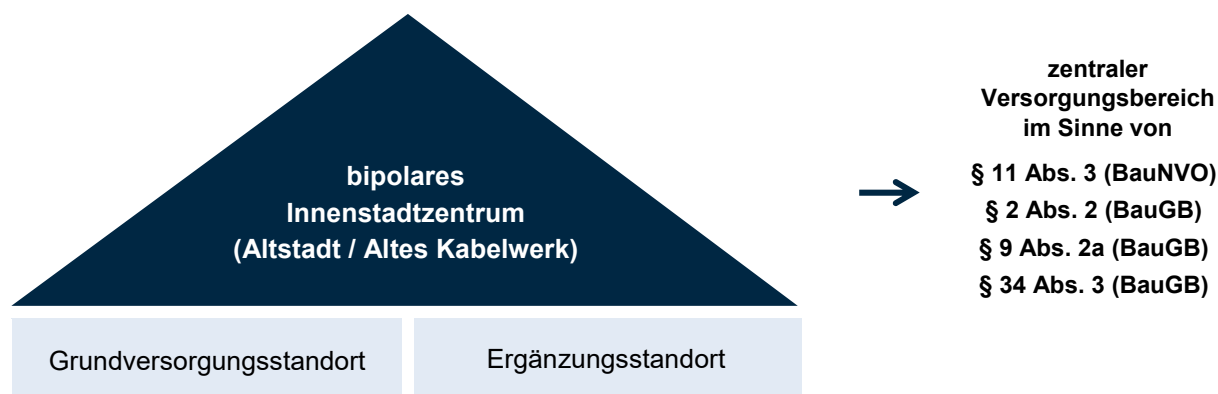 bipolares
Innenstadtzentrum
(Altstadt / Altes Kabelwerk)
Grundversorgungsstandort
Ergänzungsstandort
zentraler
Versorgungsbereich
im Sinne von
§ 11 Abs. 3 (BauNVO)
§ 2 Abs. 2 (BauGB)
§ 9 Abs. 2a (BauGB)
§ 34 Abs. 3 (BauGB)